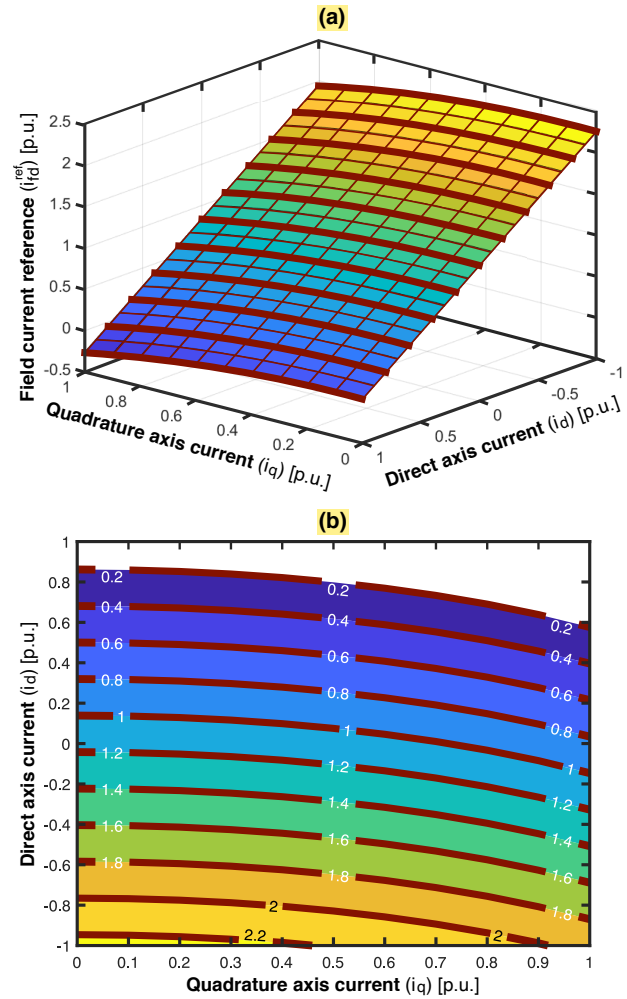 (a)
2.5
2
1.5
1
0.5
0
-0.5
Field current reference (i_fd^ref) [p.u.]
1
0.8
0.6
0.4
0.2
0
Quadrature axis current (i_q) [p.u.]
-1
-0.5
0
0.5
1
Direct axis current (i_d) [p.u.]
(b)
1
0.8
0.6
0.4
0.2
0
-0.2
-0.4
-0.6
-0.8
-1
Direct axis current (i_d) [p.u.]
0.2 0.2 0.2
0.4 0.4 0.4
0.6 0.6 0.6
0.8 0.8 0.8
1 1 1
1.2 1.2 1.2
1.4 1.4 1.4
1.6 1.6 1.6
1.8 1.8 1.8
2 2
2.2
0 0.1 0.2 0.3 0.4 0.5 0.6 0.7 0.8 0.9 1
Quadrature axis current (i_q) [p.u.]